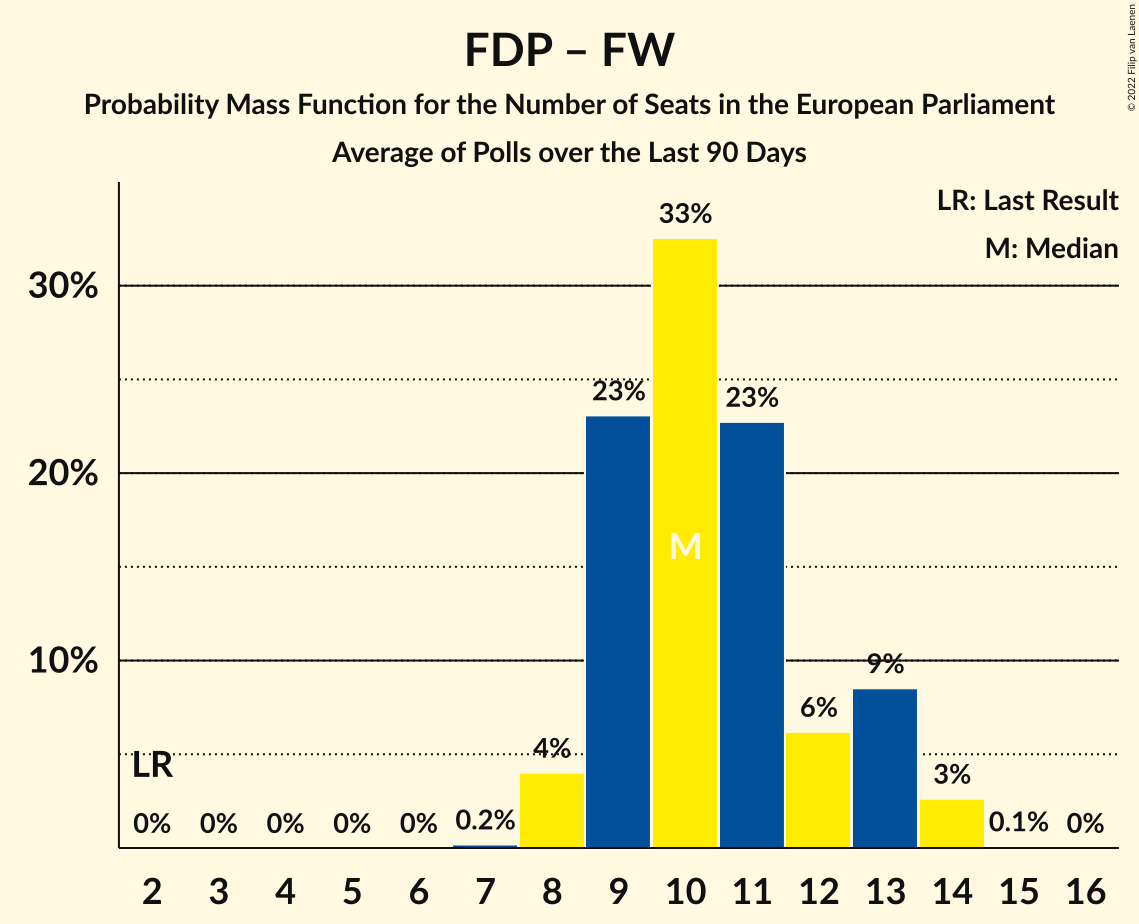 FDP – FW
Probability Mass Function for the Number of Seats in the European Parliament
Average of Polls over the Last 90 Days
© 2022 Filip van Laenen
LR: Last Result
M: Median
30%
20%
10%
LR
0%
0%
0%
0%
0%
0.2%
4%
23%
33%
23%
6%
9%
3%
0.1%
0%
M
2 3 4 5 6 7 8 9 10 11 12 13 14 15 16